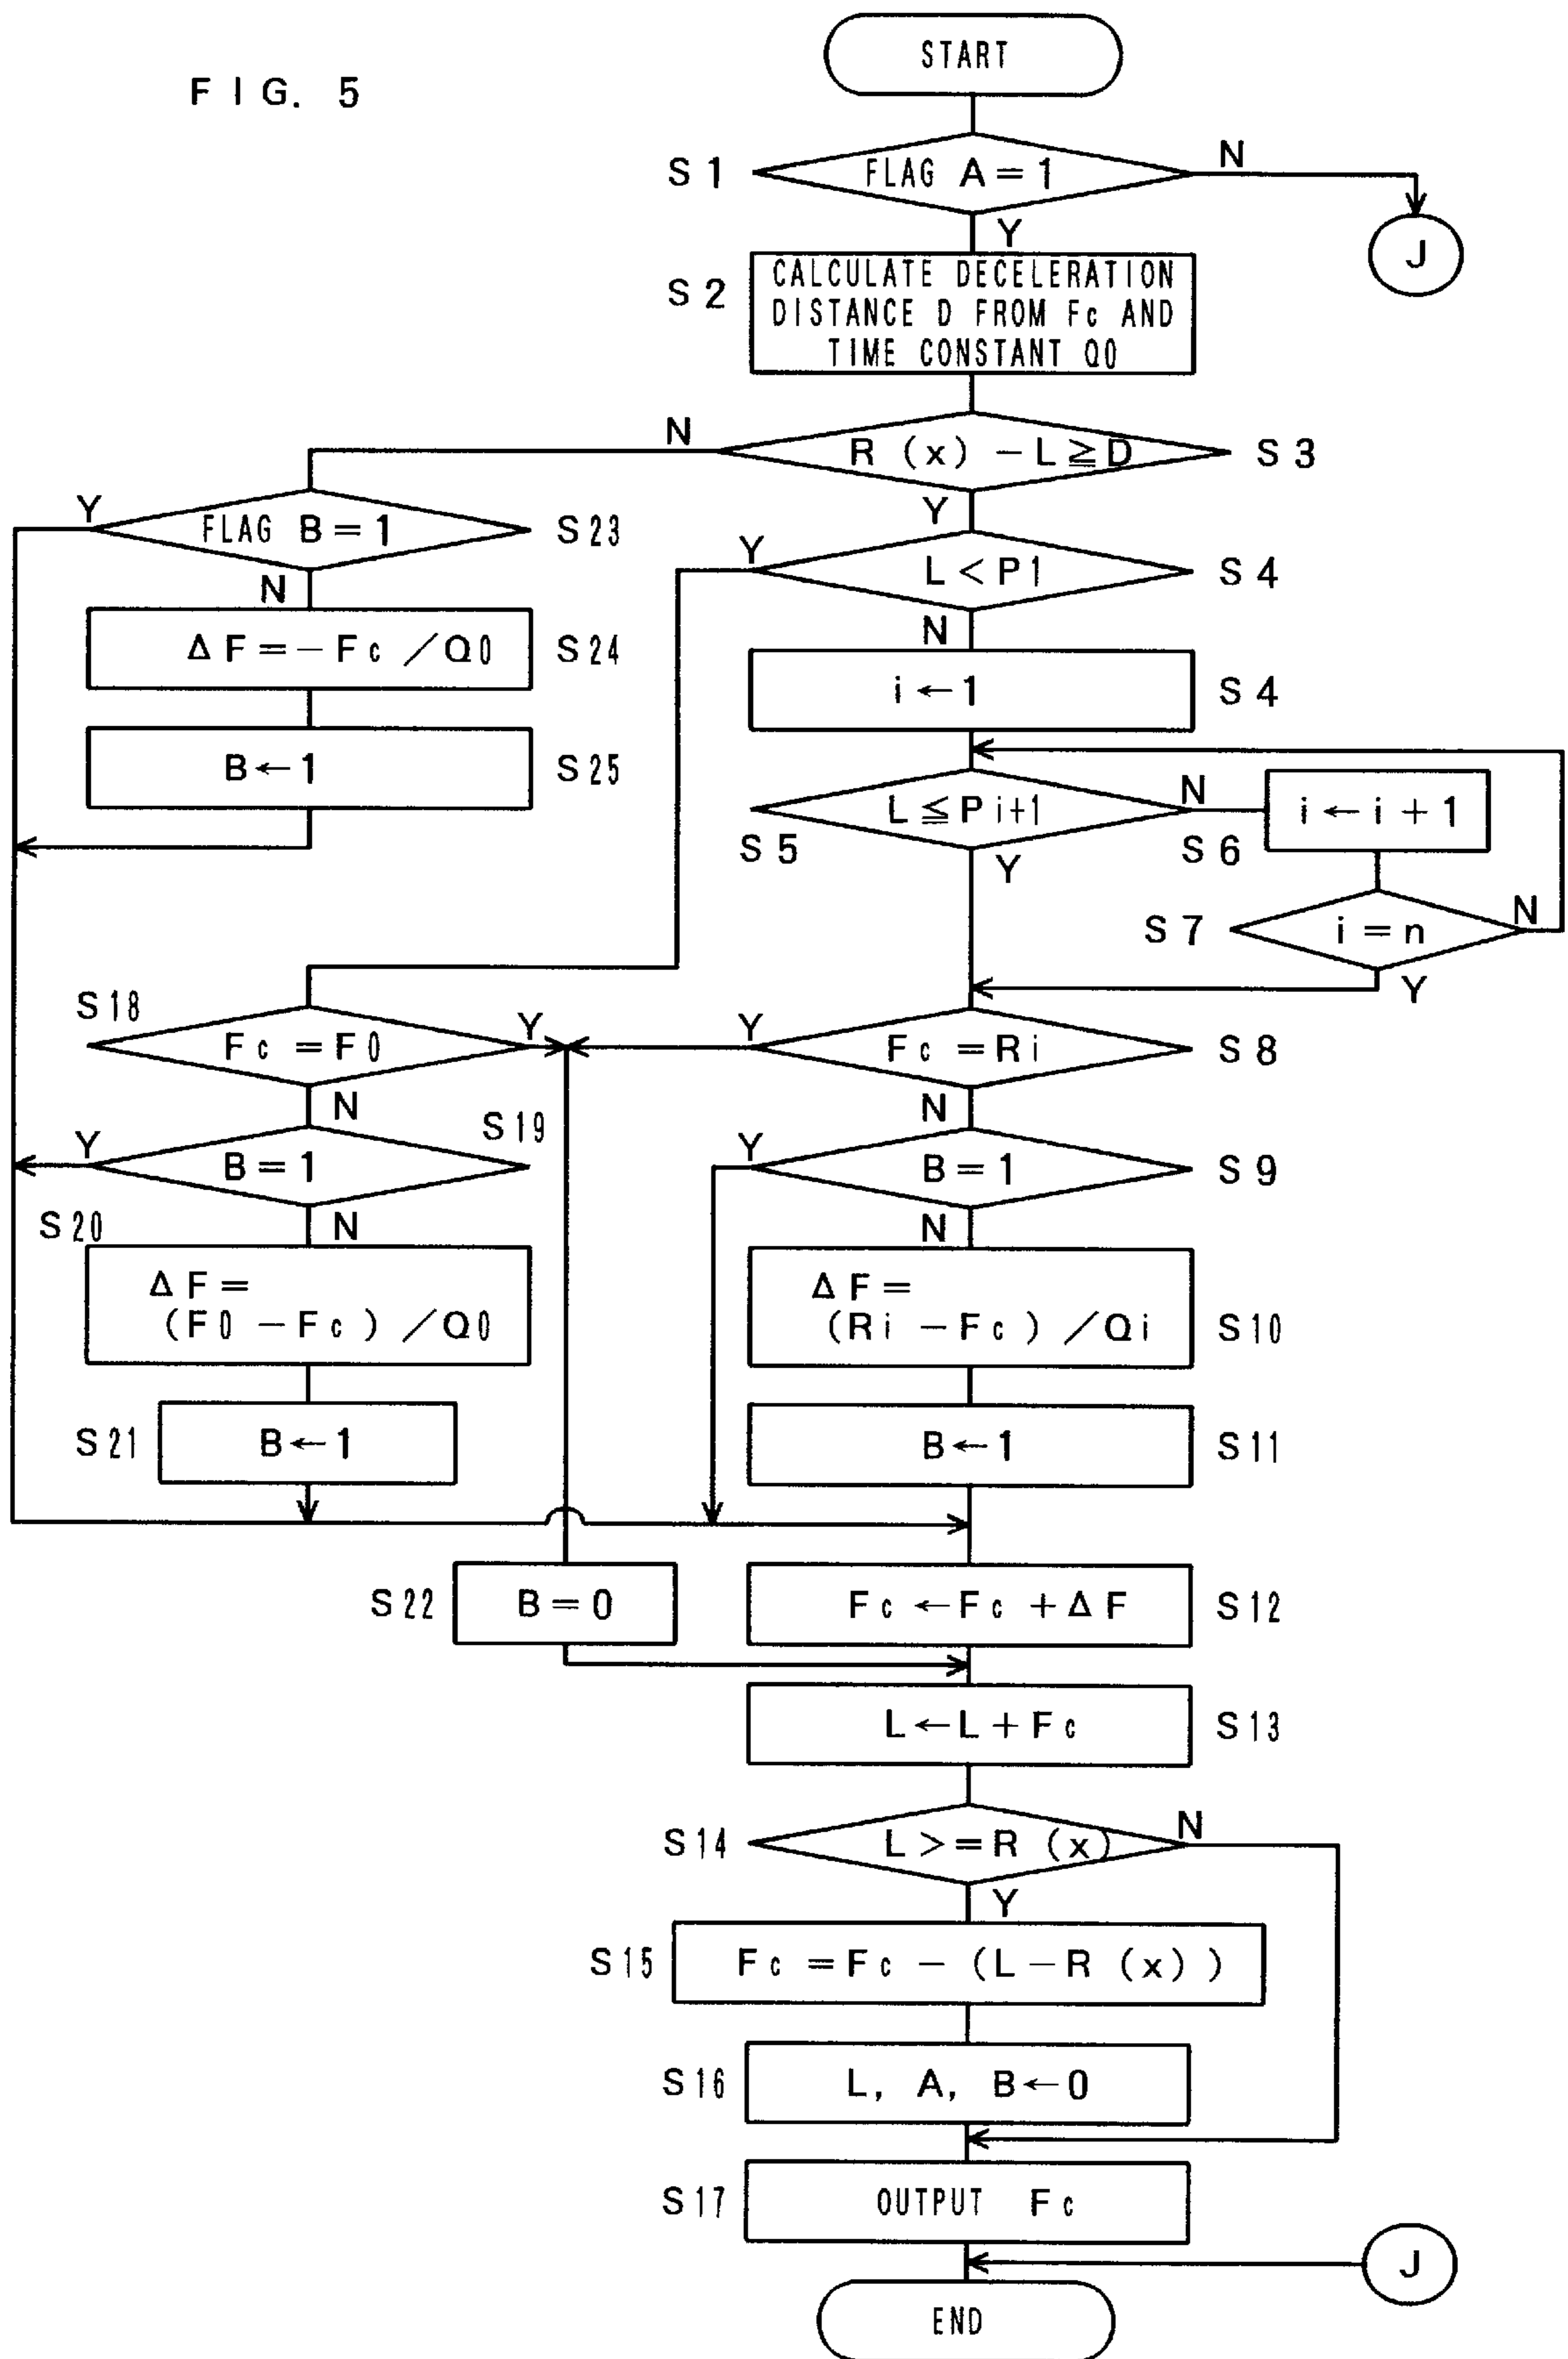 FIG. 5
START
S1
FLAG A=1
N
J
Y
S2
CALCULATE DECELERATION
DISTANCE D FROM Fc AND
TIME CONSTANT Q0
N
R(x)-L≧D
S3
Y
Y
FLAG B=1
S23
N
Y
L<P1
S4
N
ΔF=-Fc/Q0
S24
i←1
S4
B←1
S25
L≦Pi+1
N
S5
Y
S6
i←i+1
S7
i=n
N
Y
S18
Fc=F0
Y
N
Y
Fc=Ri
S8
N
S19
Y
B=1
N
Y
B=1
S9
N
S20
ΔF=
(F0-Fc)/Q0
ΔF=
(Ri-Fc)/Qi
S10
S21
B←1
B←1
S11
S22
B=0
Fc←Fc+ΔF
S12
L←L+Fc
S13
S14
L>=R(x)
N
Y
S15
Fc=Fc-(L-R(x))
S16
L, A, B←0
S17
OUTPUT Fc
J
END